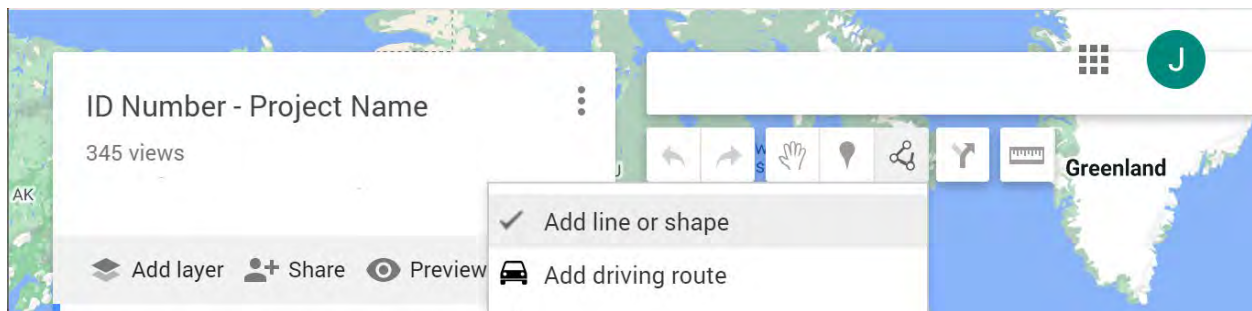 ID Number - Project Name
J
345 views
Greenland
AK
Add line or shape
Add layer
Share
Preview
Add driving route